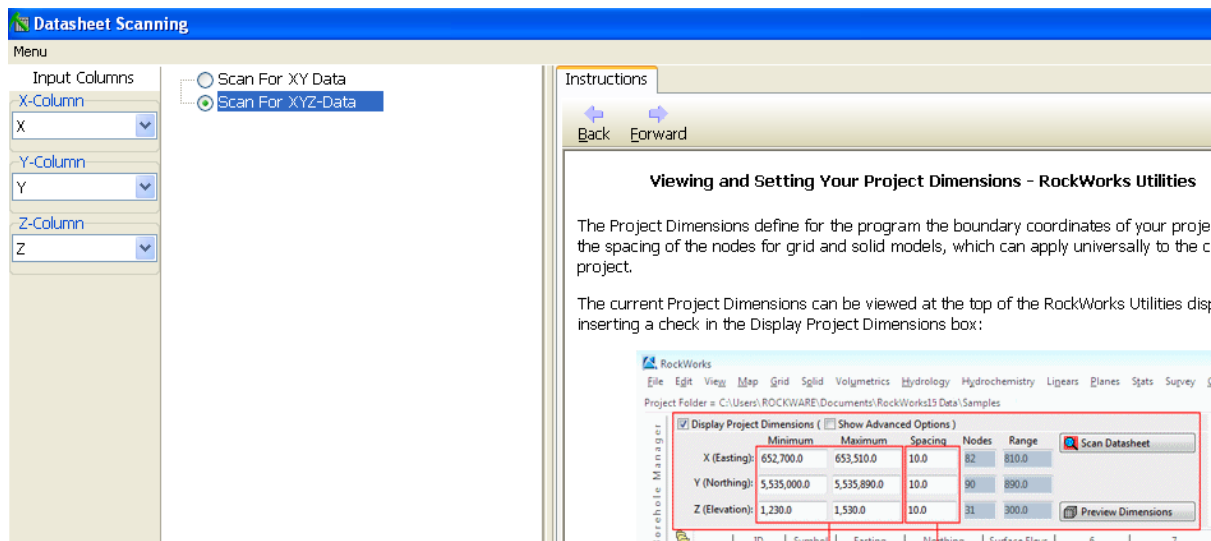 Datasheet Scanning
Menu
Input Columns
X-Column
X
Y-Column
Y
Z-Column
Z
Scan For XY Data
Scan For XYZ-Data
Instructions
Back Forward
Viewing and Setting Your Project Dimensions - RockWorks Utilities
The Project Dimensions define for the program the boundary coordinates of your proje
the spacing of the nodes for grid and solid models, which can apply universally to the c
project.
The current Project Dimensions can be viewed at the top of the RockWorks Utilities disp
inserting a check in the Display Project Dimensions box:
RockWorks
File Edit View Map Grid Solid Volumetrics Hydrology Hydrochemistry Linears Planes Stats Survey
Project Folder = C:\Users\ROCKWARE\Documents\RockWorks15 Data\Samples
Display Project Dimensions ( Show Advanced Options )
Minimum Maximum Spacing Nodes Range Scan Datasheet
X (Easting): 652,700.0 653,510.0 10.0 82 810.0
Y (Northing): 5,535,000.0 5,535,890.0 10.0 90 890.0
Z (Elevation): 1,230.0 1,530.0 10.0 31 300.0 Preview Dimensions
orehole Manager